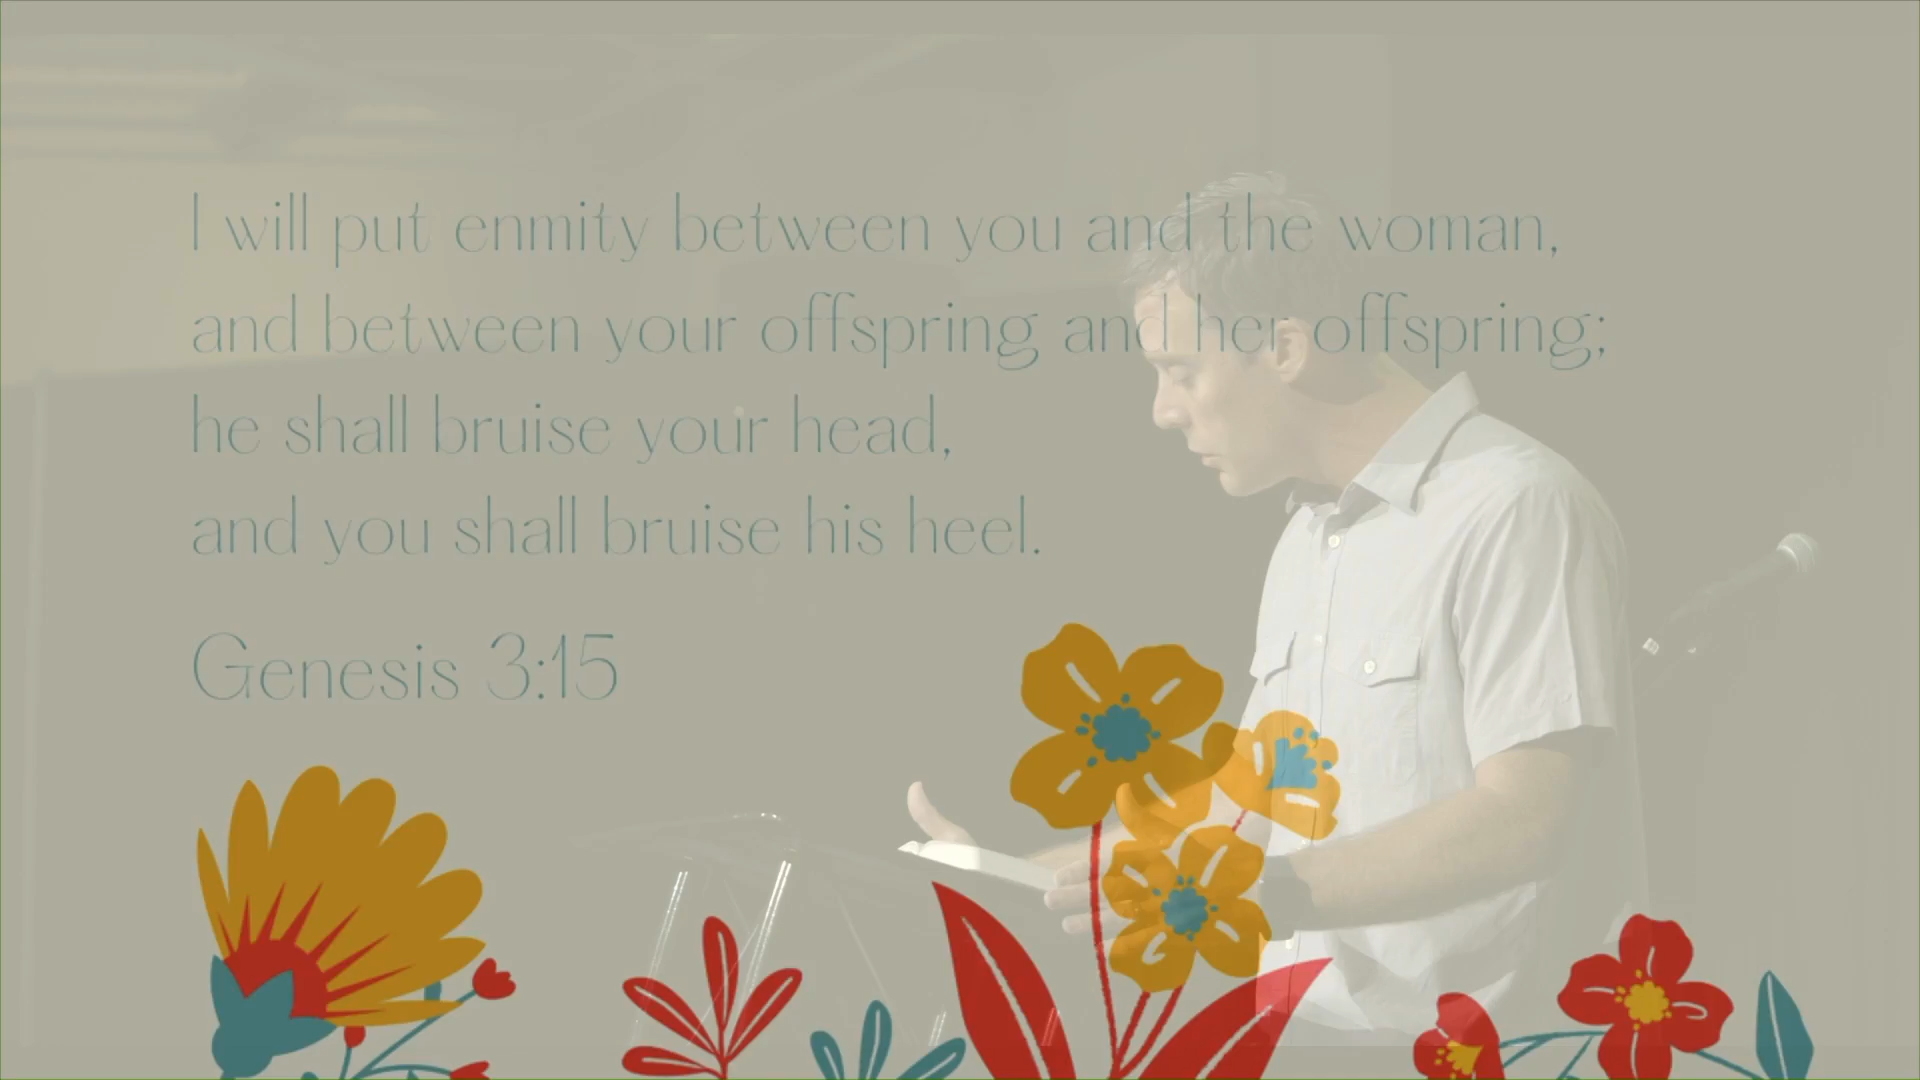 I will put enmity between you and the woman,
and between your offspring and her offspring;
he shall bruise your head,
and you shall bruise his heel.
Genesis 3:15